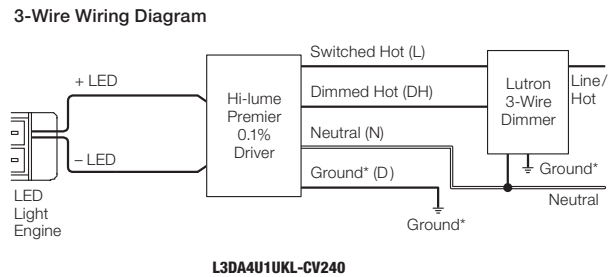 3-Wire Wiring Diagram
Switched Hot (L)
+ LED
Dimmed Hot (DH)
Hi-lume
Premier
0.1%
Driver
Lutron
3-Wire
Dimmer
Line/
Hot
Neutral (N)
– LED
Ground* (D)
Ground*
Neutral
LED
Light
Engine
Ground*
L3DA4U1UKL-CV240